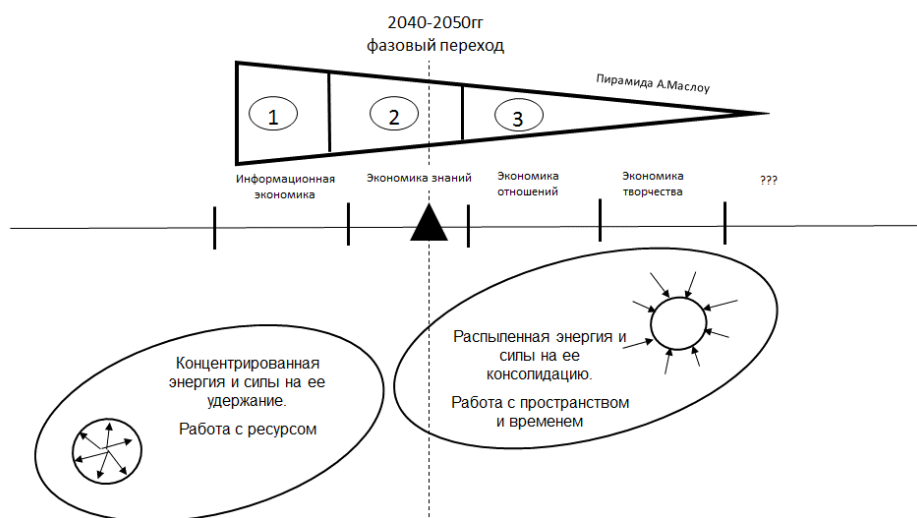 2040-2050гг
фазовый переход
Пирамида А.Маслоу
1
2
3
Информационная
экономика
Экономика знаний
Экономика
отношений
Экономика
творчества
???
Распыленная энергия и
силы на ее
консолидацию.
Работа с пространством
и временем
Концентрированная
энергия и силы на ее
удержание.
Работа с ресурсом